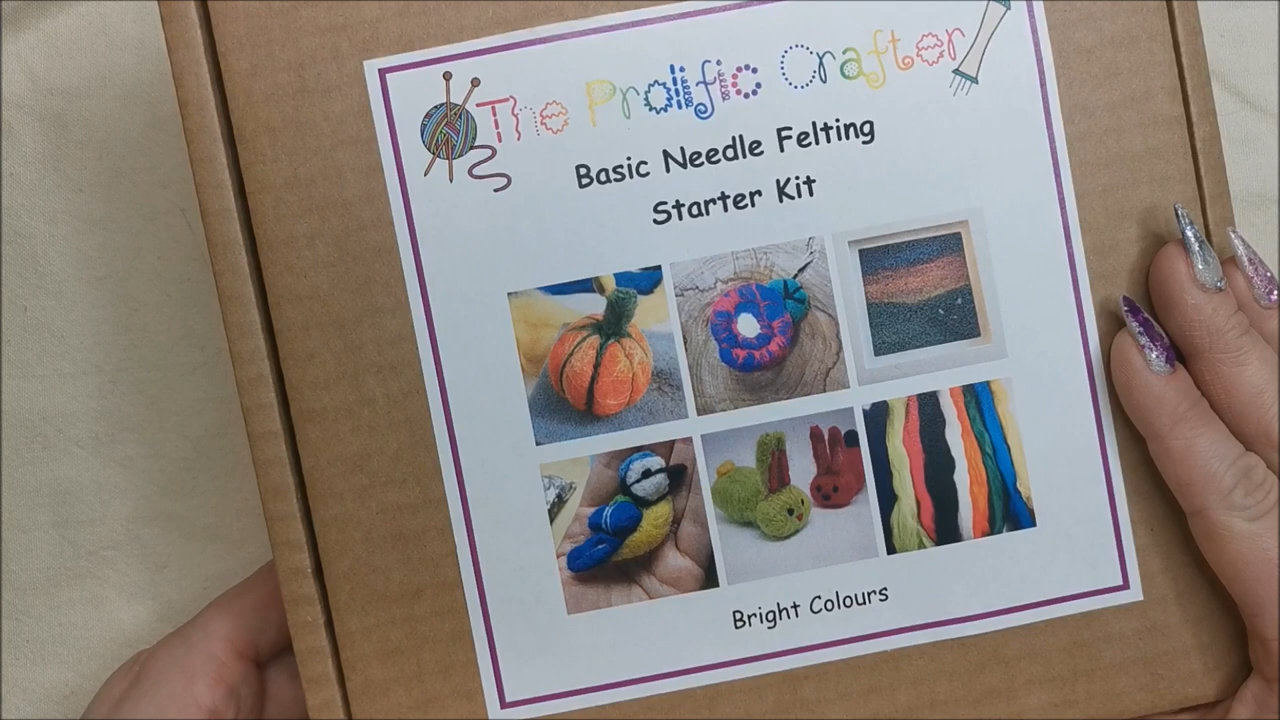 The Prolific Crafter
Basic Needle Felting
Starter Kit
Bright Colours